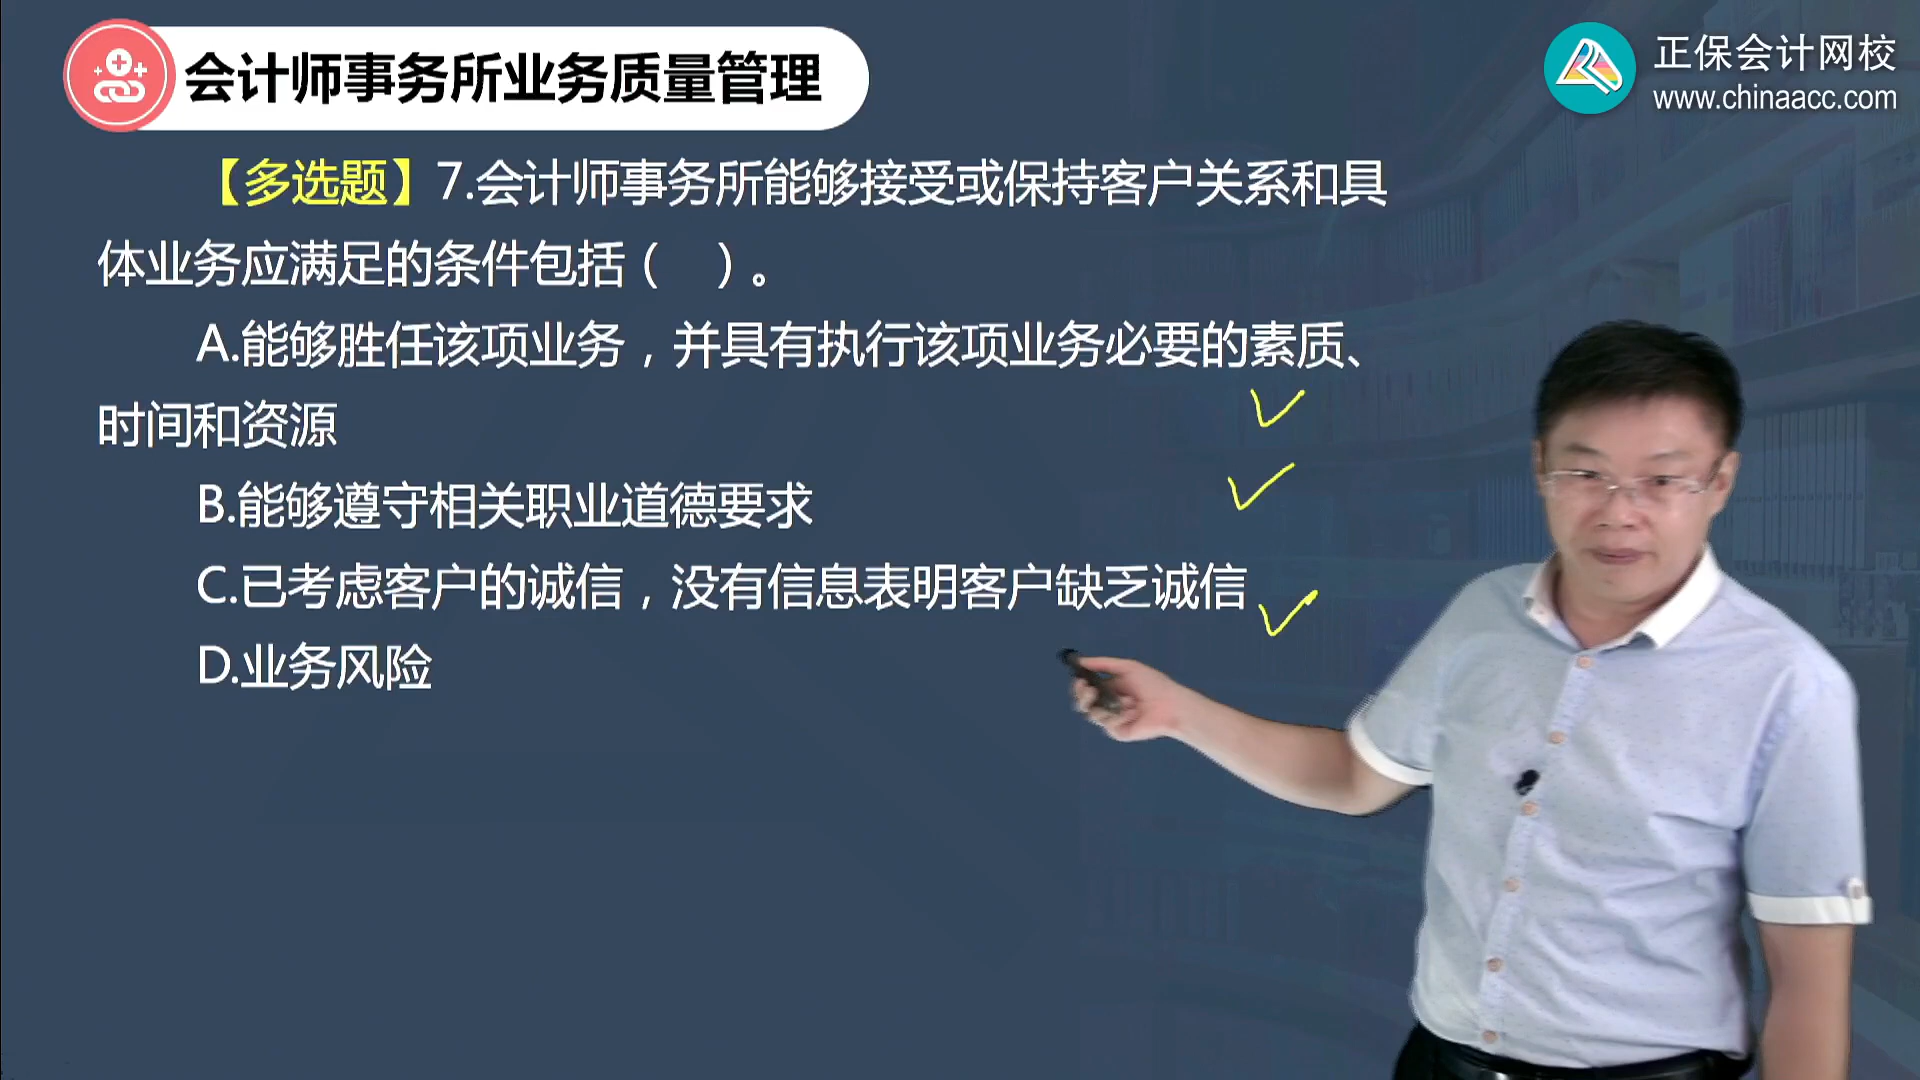 会计师事务所业务质量管理
正保会计网校
www.chinaacc.com
【多选题】7.会计师事务所能够接受或保持客户关系和具
体业务应满足的条件包括（　）。
A.能够胜任该项业务，并具有执行该项业务必要的素质、
时间和资源
B.能够遵守相关职业道德要求
C.已考虑客户的诚信，没有信息表明客户缺乏诚信
D.业务风险